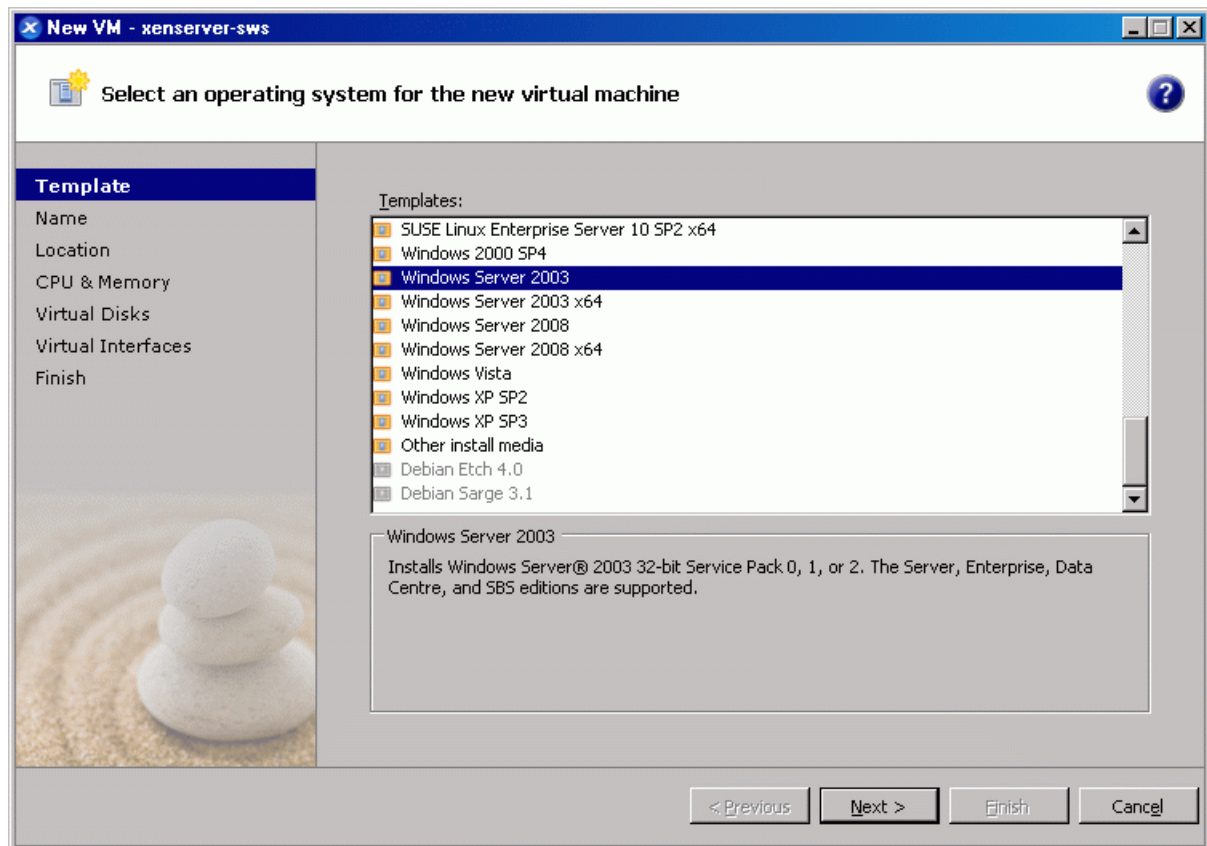 New VM - xenserver-sws
Select an operating system for the new virtual machine
?
Template
Name
Location
CPU & Memory
Virtual Disks
Virtual Interfaces
Finish
Templates:
SUSE Linux Enterprise Server 10 SP2 x64
Windows 2000 SP4
Windows Server 2003
Windows Server 2003 x64
Windows Server 2008
Windows Server 2008 x64
Windows Vista
Windows XP SP2
Windows XP SP3
Other install media
Debian Etch 4.0
Debian Sarge 3.1
Windows Server 2003
Installs Windows Server® 2003 32-bit Service Pack 0, 1, or 2. The Server, Enterprise, Data
Centre, and SBS editions are supported.
< Previous
Next >
Finish
Cancel